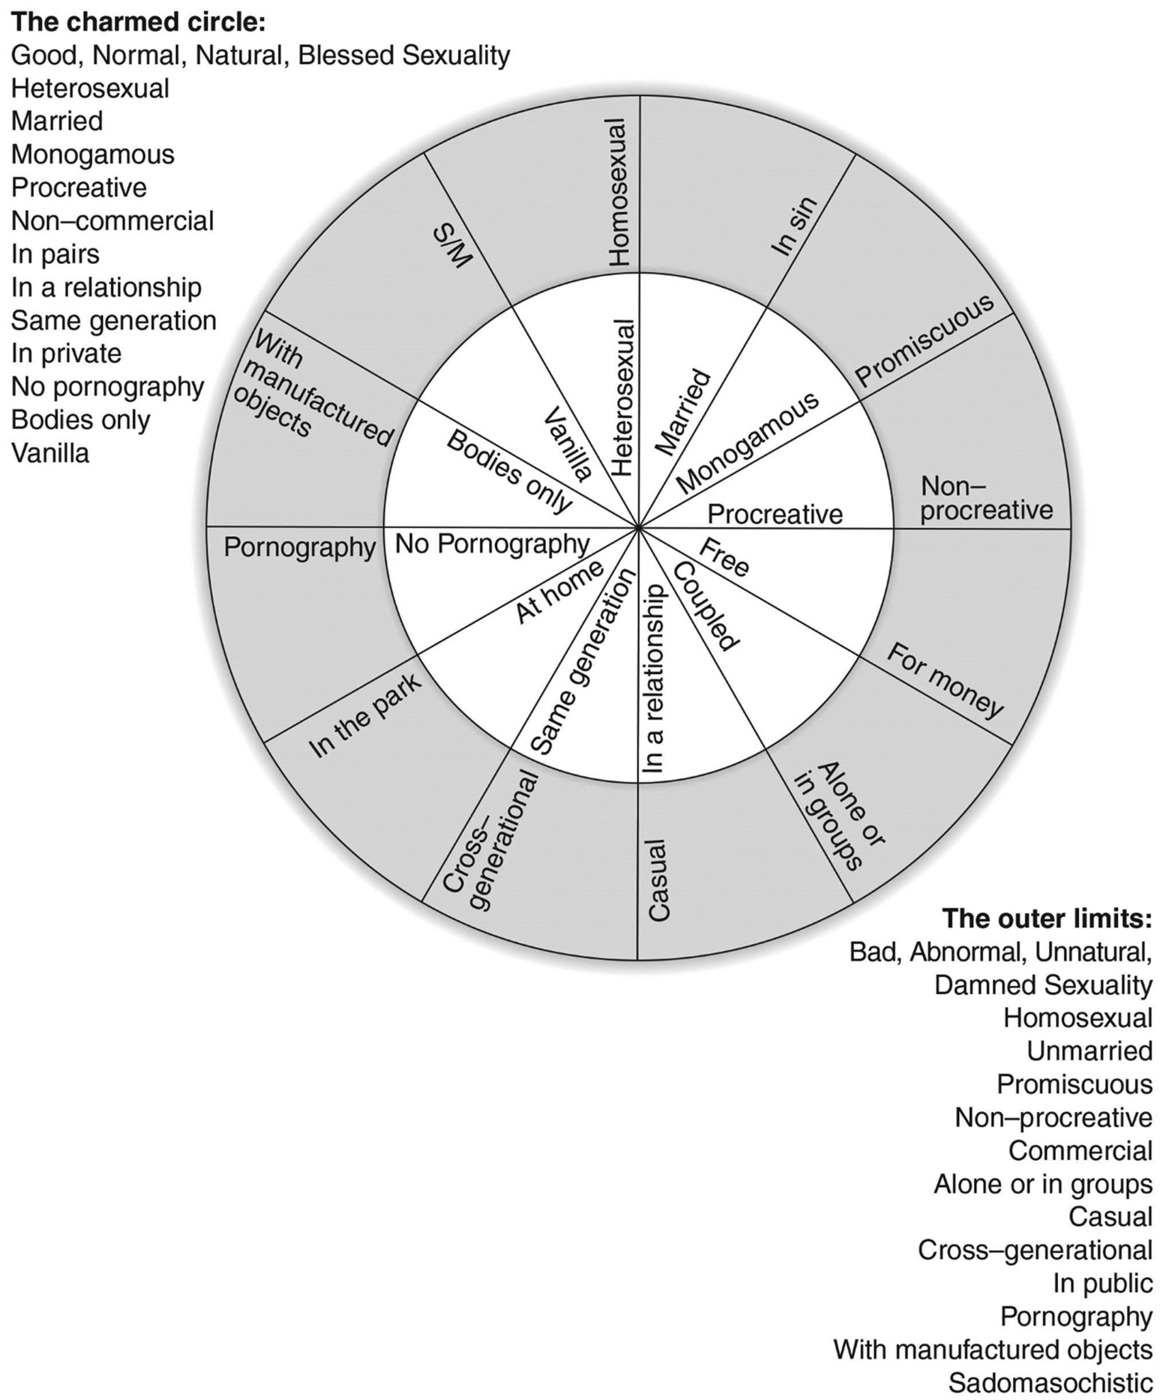 The charmed circle:
Good, Normal, Natural, Blessed Sexuality
Heterosexual
Married
Monogamous
Procreative
Non–commercial
In pairs
In a relationship
Same generation
In private
No pornography
Bodies only
Vanilla
Homosexual
In sin
Promiscuous
Non–
procreative
For money
Alone or
in groups
Casual
Cross–
generational
In the park
Pornography
With
manufactured
objects
S/M
Heterosexual
Married
Monogamous
Procreative
Free
Coupled
In a relationship
Same generation
At home
No Pornography
Bodies only
Vanilla
The outer limits:
Bad, Abnormal, Unnatural,
Damned Sexuality
Homosexual
Unmarried
Promiscuous
Non–procreative
Commercial
Alone or in groups
Casual
Cross–generational
In public
Pornography
With manufactured objects
Sadomasochistic